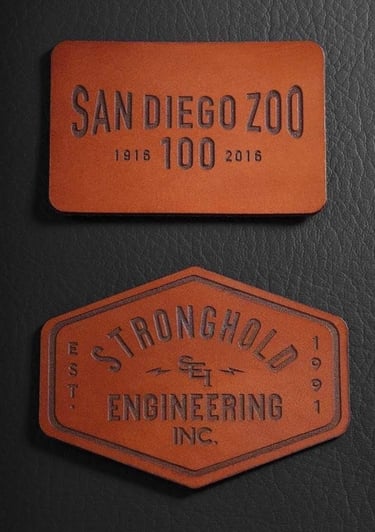 SAN DIEGO ZOO
1916 100 2016
STRONGHOLD
EST. SEI 1991
ENGINEERING
INC.